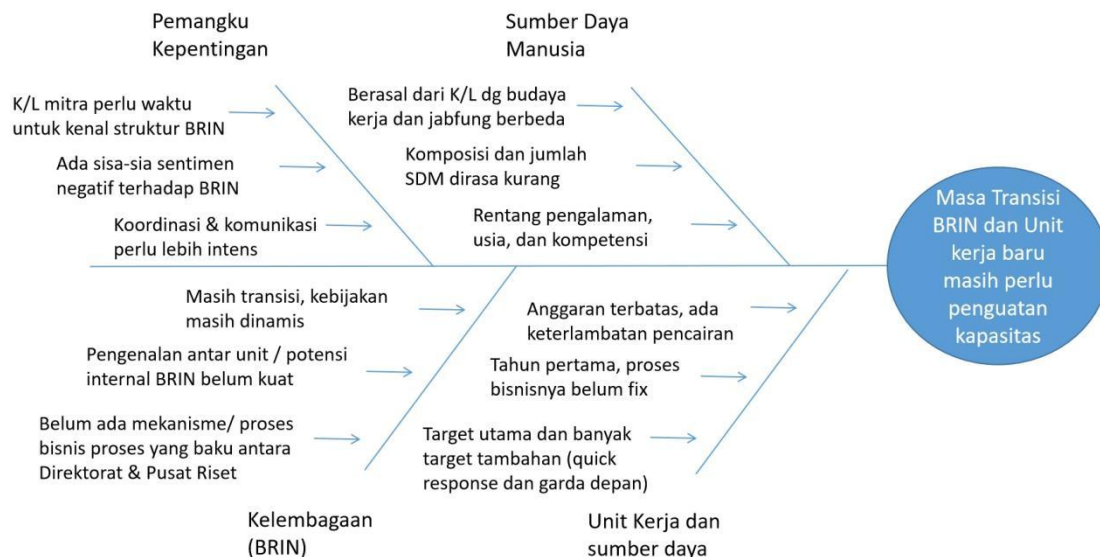 Pemangku
Kepentingan
Sumber Daya
Manusia
K/L mitra perlu waktu
untuk kenal struktur BRIN
Ada sisa-sia sentimen
negatif terhadap BRIN
Koordinasi & komunikasi
perlu lebih intens
Berasal dari K/L dg budaya
kerja dan jabfung berbeda
Komposisi dan jumlah
SDM dirasa kurang
Rentang pengalaman,
usia, dan kompetensi
Masa Transisi
BRIN dan Unit
kerja baru
masih perlu
penguatan
kapasitas
Masih transisi, kebijakan
masih dinamis
Pengenalan antar unit / potensi
internal BRIN belum kuat
Belum ada mekanisme/ proses
bisnis proses yang baku antara
Direktorat & Pusat Riset
Anggaran terbatas, ada
keterlambatan pencairan
Tahun pertama, proses
bisnisnya belum fix
Target utama dan banyak
target tambahan (quick
response dan garda depan)
Kelembagaan
(BRIN)
Unit Kerja dan
sumber daya